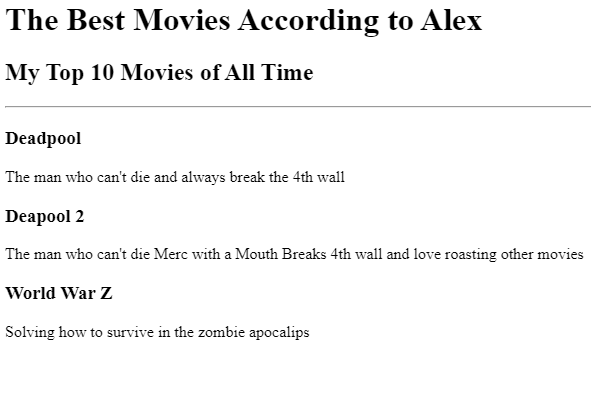 The Best Movies According to Alex
My Top 10 Movies of All Time
Deadpool
The man who can't die and always break the 4th wall
Deapool 2
The man who can't die Merc with a Mouth Breaks 4th wall and love roasting other movies
World War Z
Solving how to survive in the zombie apocalips